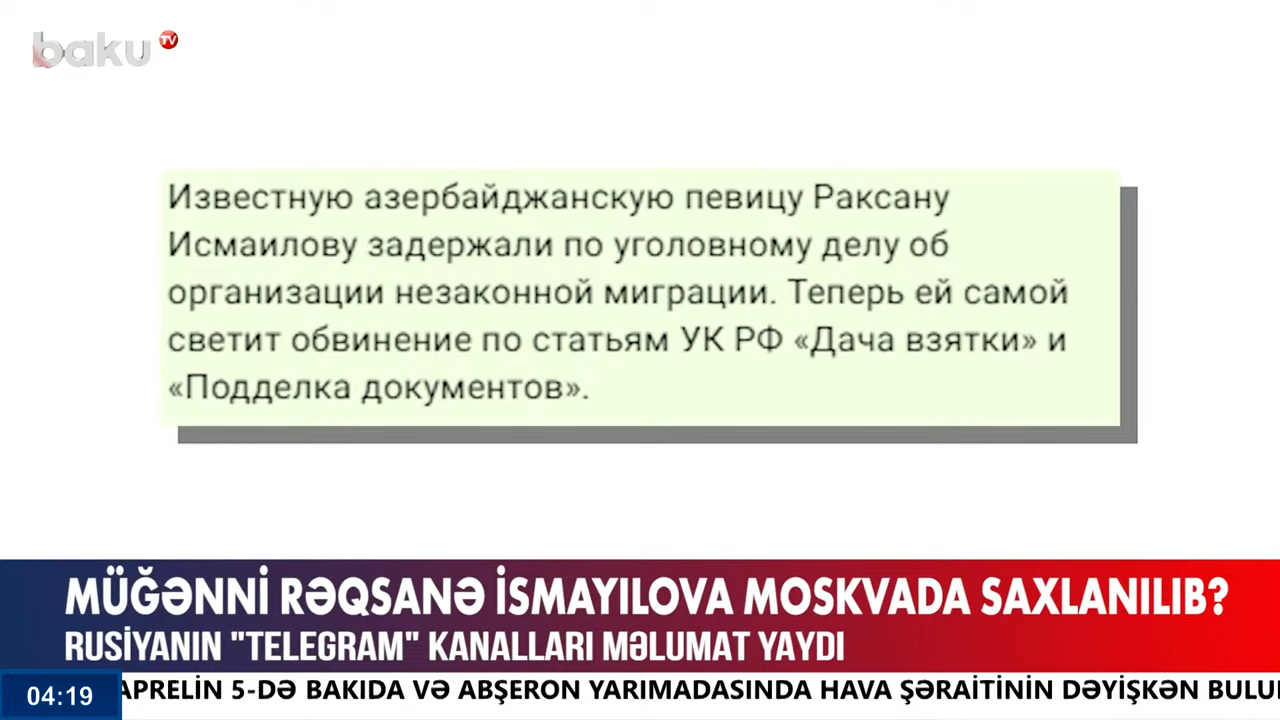 baku TV
Известную азербайджанскую певицу Раксану
Исмаилову задержали по уголовному делу об
организации незаконной миграции. Теперь ей самой
светит обвинение по статьям УК РФ «Дача взятки» и
«Подделка документов».
MÜĞƏNNİ RƏQSANƏ İSMAYILOVA MOSKVADA SAXLANILIB?
RUSİYANIN "TELEGRAM" KANALLARI MƏLUMAT YAYDI
04:19 APRELİN 5-DƏ BAKIDA VƏ ABŞERON YARIMADASINDA HAVA ŞƏRAİTİNİN DƏYİŞKƏN BULU